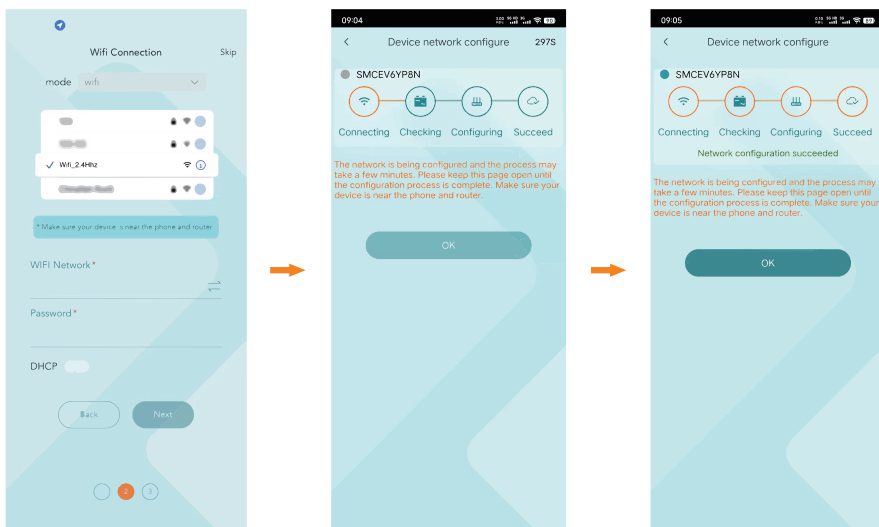 Wifi Connection
Skip
mode wifi
Wifi_2.4Hhz
* Make sure your device s near the phone and router
WIFI Network*
Password*
DHCP
Back
Next
2
3
09:04
Device network configure
297S
SMCEV6YP8N
Connecting Checking Configuring Succeed
The network is being configured and the process may
take a few minutes. Please keep this page open until
the configuration process is complete. Make sure your
device is near the phone and router.
OK
09:05
Device network configure
SMCEV6YP8N
Connecting Checking Configuring Succeed
Network configuration succeeded
The network is being configured and the process may
take a few minutes. Please keep this page open until
the configuration process is complete. Make sure your
device is near the phone and router.
OK